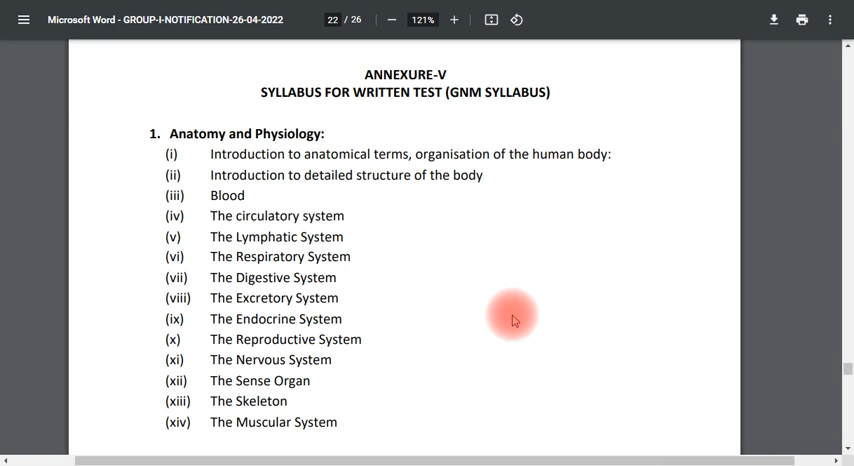 Microsoft Word - GROUP-I-NOTIFICATION-26-04-2022 22 / 26 121%
ANNEXURE-V
SYLLABUS FOR WRITTEN TEST (GNM SYLLABUS)
1. Anatomy and Physiology:
(i) Introduction to anatomical terms, organisation of the human body:
(ii) Introduction to detailed structure of the body
(iii) Blood
(iv) The circulatory system
(v) The Lymphatic System
(vi) The Respiratory System
(vii) The Digestive System
(viii) The Excretory System
(ix) The Endocrine System
(x) The Reproductive System
(xi) The Nervous System
(xii) The Sense Organ
(xiii) The Skeleton
(xiv) The Muscular System